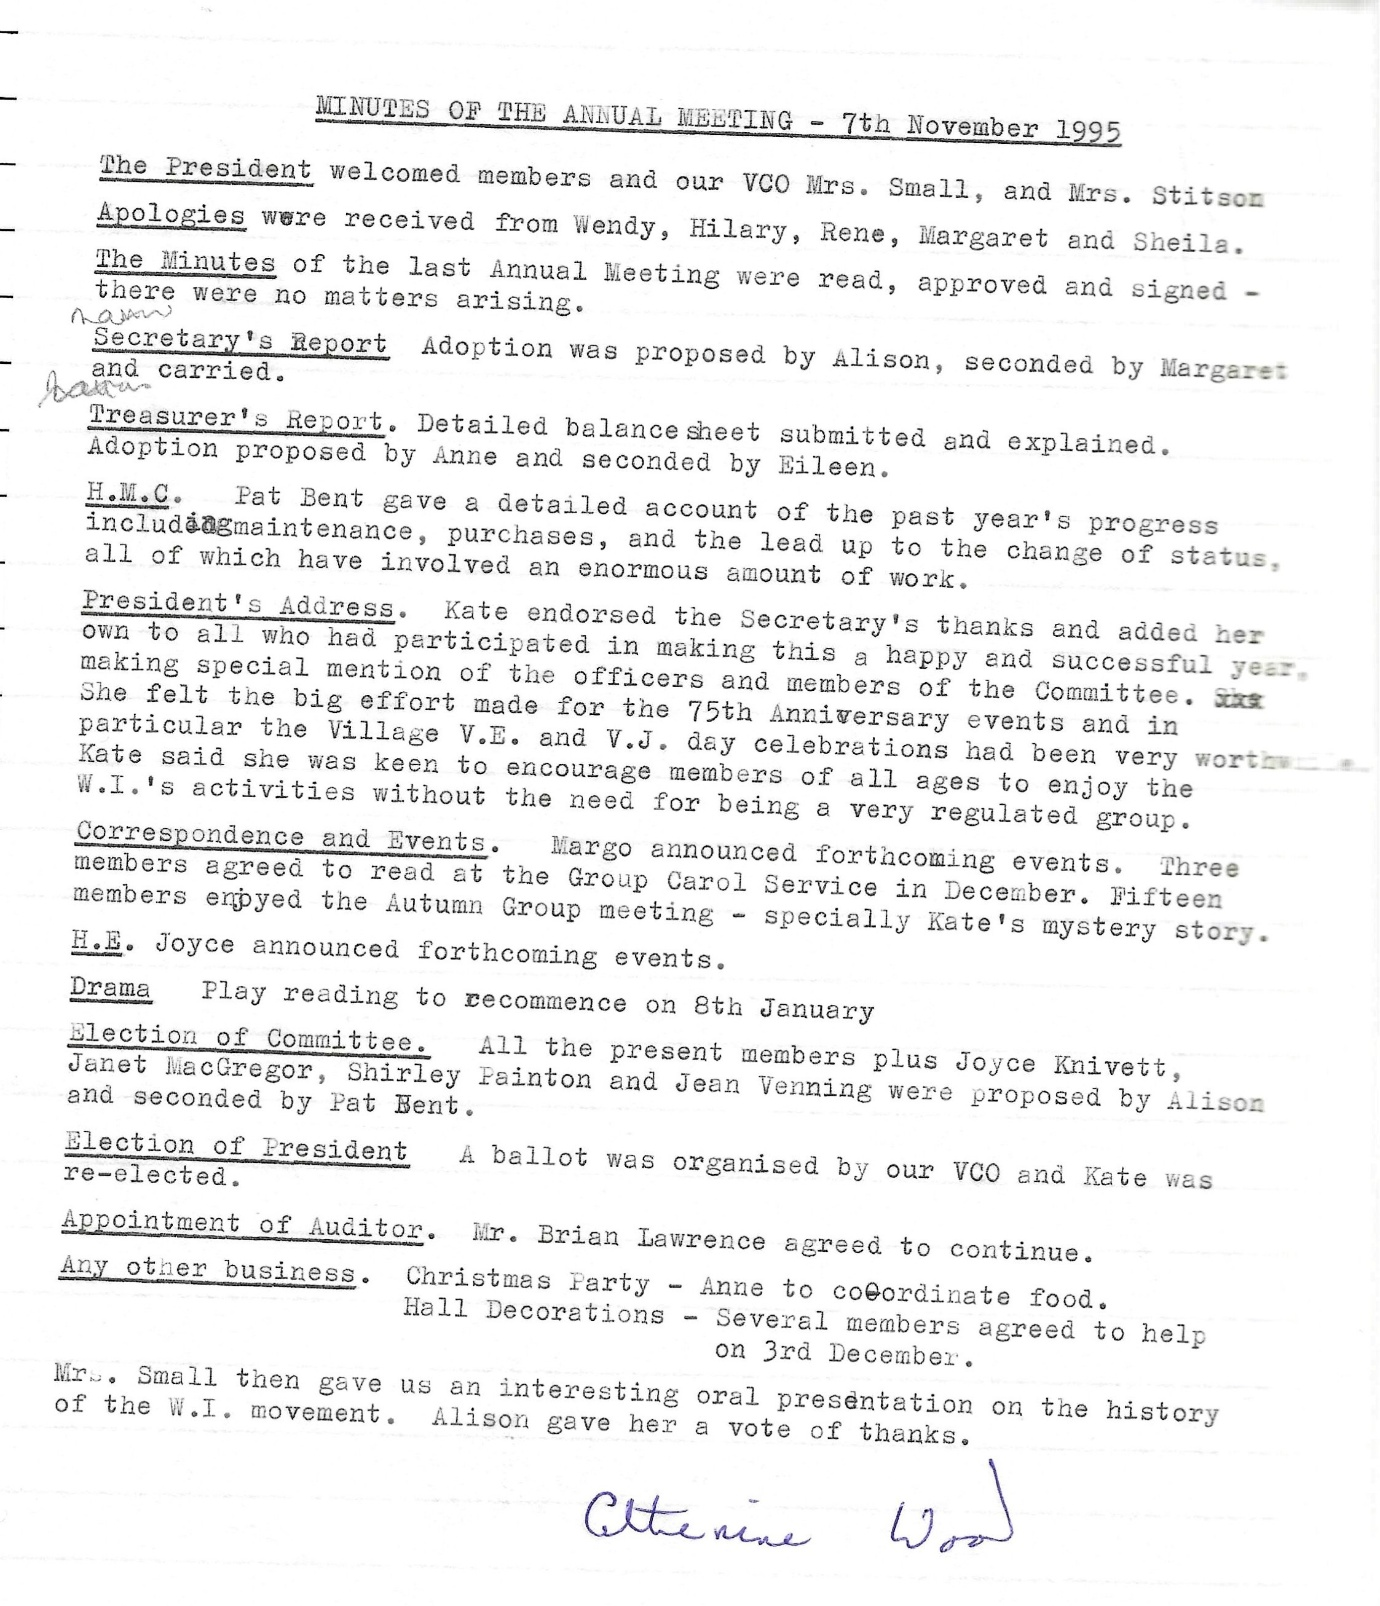 MINUTES OF THE ANNUAL MEETING - 7th November 1995
The President welcomed members and our VCO Mrs. Small, and Mrs. Stitson
Apologies were received from Wendy, Hilary, Rene, Margaret and Sheila.
The Minutes of the last Annual Meeting were read, approved and signed -
there were no matters arising.
Secretary's Report Adoption was proposed by Alison, seconded by Margaret
and carried.
Treasurer's Report. Detailed balance sheet submitted and explained.
Adoption proposed by Anne and seconded by Eileen.
H.M.C. Pat Bent gave a detailed account of the past year's progress
including maintenance, purchases, and the lead up to the change of status,
all of which have involved an enormous amount of work.
President's Address. Kate endorsed the Secretary's thanks and added her
own to all who had participated in making this a happy and successful year,
making special mention of the officers and members of the Committee.
She felt the big effort made for the 75th Anniversary events and in
particular the Village V.E. and V.J. day celebrations had been very
Kate said she was keen to encourage members of all ages to enjoy the
W.I.'s activities without the need for being a very regulated group.
Correspondence and Events. Margo announced forthcoming events. Three
members agreed to read at the Group Carol Service in December. Fifteen
members enjoyed the Autumn Group meeting - specially Kate's mystery story.
H.E. Joyce announced forthcoming events.
Drama Play reading to recommence on 8th January
Election of Committee. All the present members plus Joyce Knivett,
Janet MacGregor, Shirley Painton and Jean Venning were proposed by Alison
and seconded by Pat Bent.
Election of President A ballot was organised by our VCO and Kate was
re-elected.
Appointment of Auditor. Mr. Brian Lawrence agreed to continue.
Any other business. Christmas Party - Anne to coOordinate food.
Hall Decorations - Several members agreed to help
on 3rd December.
Mrs. Small then gave us an interesting oral presentation on the history
of the W.I. movement. Alison gave her a vote of thanks.
Catherine Wood